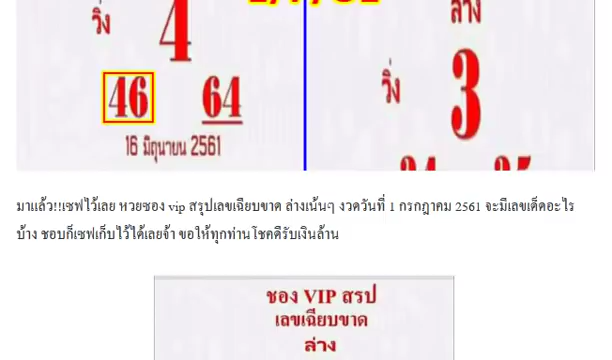 ล่าง
วิ่ง 4
46 64
16 มิถุนายน 2561
วิ่ง 3
มาแล้ว!!เซฟไว้เลย หวยซอง vip สรุปเลขเฉียบขาด ล่างเน้นๆ งวดวันที่ 1 กรกฎาคม 2561 จะมีเลขเด็ดอะไร
บ้าง ชอบก็เซฟเก็บไว้ได้เลยจ้า ขอให้ทุกท่านโชคดีรับเงินล้าน
ซอง VIP สรุป
เลขเฉียบขาด
ล่าง